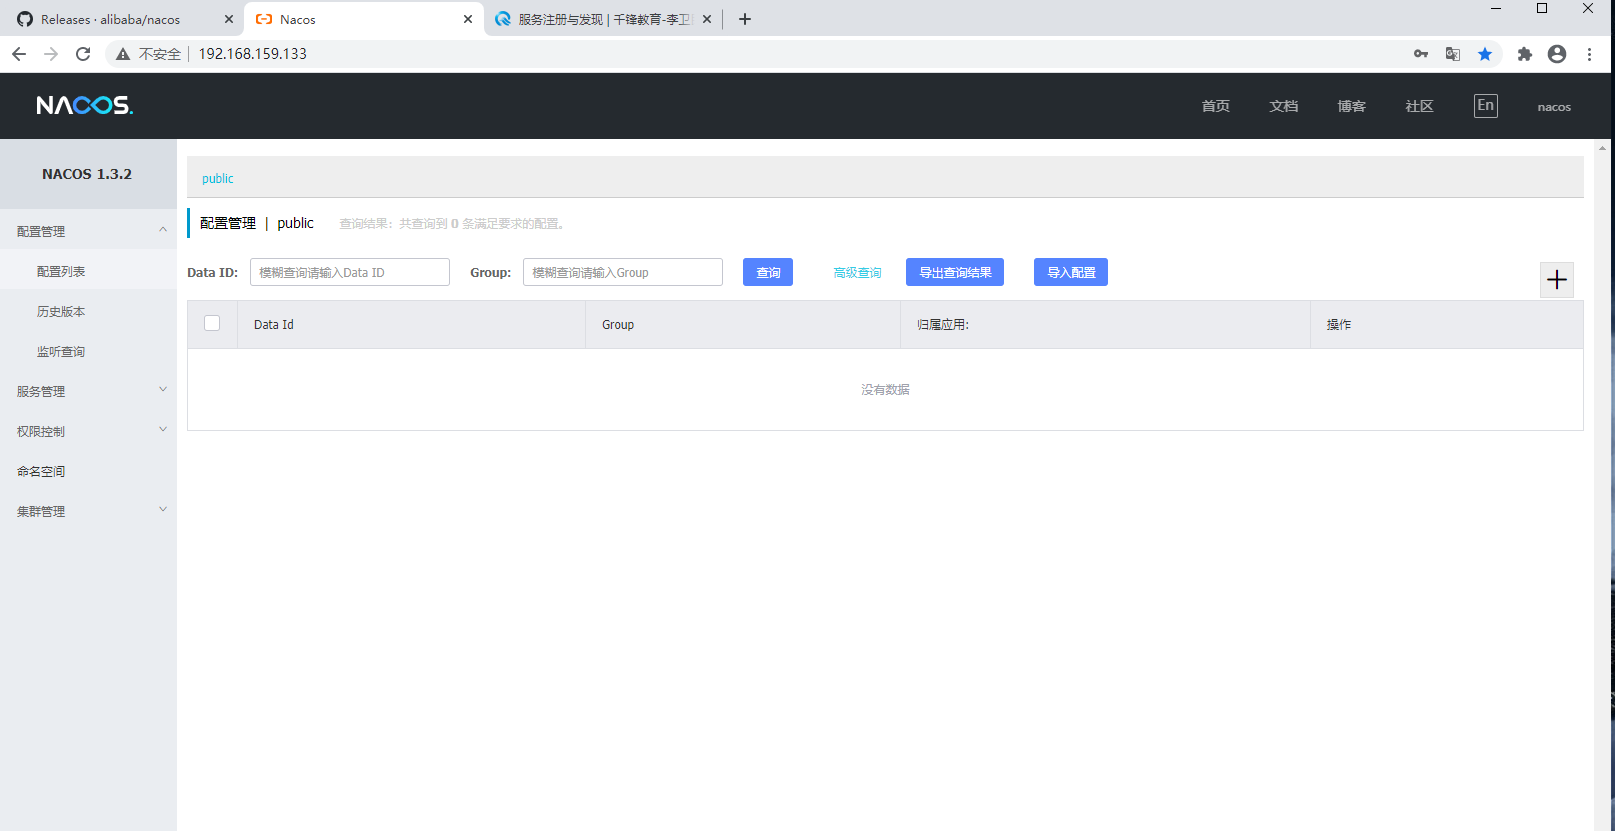 Releases · alibaba/nacos
Nacos
服务注册与发现 | 千锋教育-李卫
不安全
192.168.159.133
NACOS.
首页
文档
博客
社区
En
nacos
NACOS 1.3.2
配置管理
配置列表
历史版本
监听查询
服务管理
权限控制
命名空间
集群管理
public
配置管理 | public
查询结果：共查询到 0 条满足要求的配置。
Data ID:
模糊查询请输入Data ID
Group:
模糊查询请输入Group
查询
高级查询
导出查询结果
导入配置
Data Id
Group
归属应用:
操作
没有数据